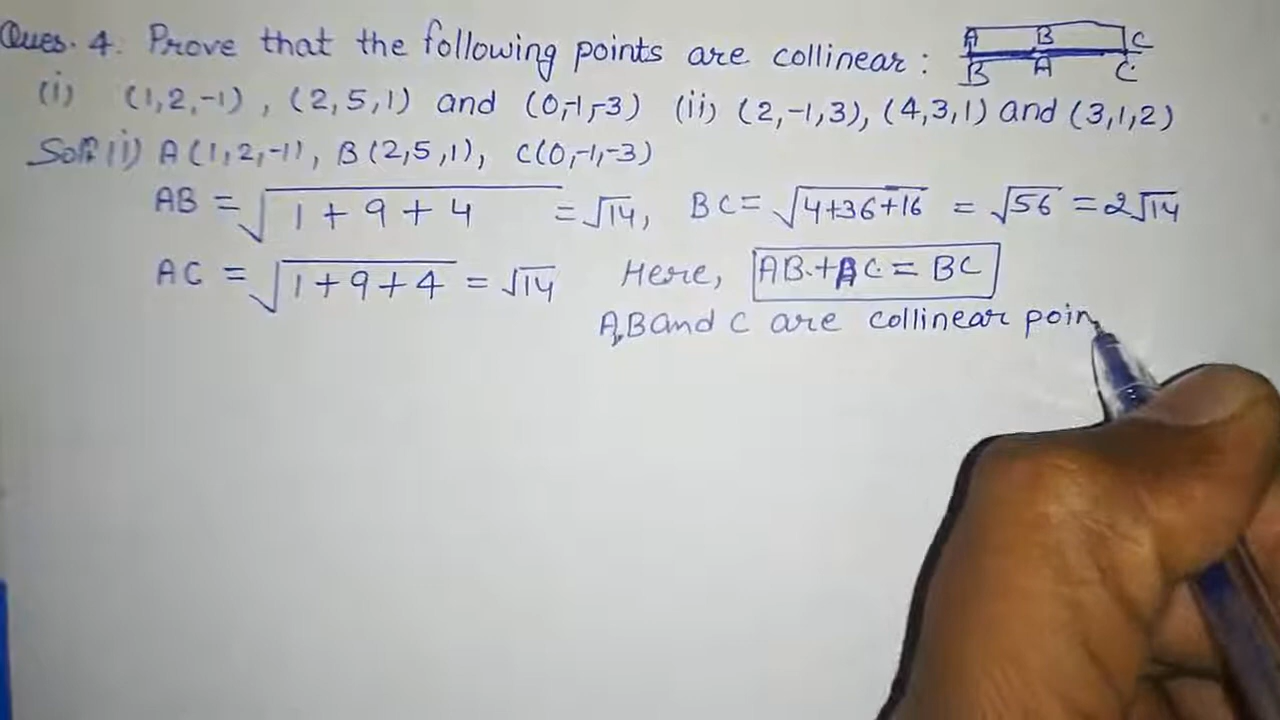 Ques. 4. Prove that the following points are collinear :
A B C
B A C
(i) (1,2,-1), (2,5,1) and (0,-1,-3) (ii) (2,-1,3), (4,3,1) and (3,1,2)
Solⁿ (i) A(1,2,-1), B(2,5,1), C(0,-1,-3)
AB = √1+9+4 = √14, BC = √4+36+16 = √56 = 2√14
AC = √1+9+4 = √14 Here, AB+AC = BC
A,B and C are collinear poin